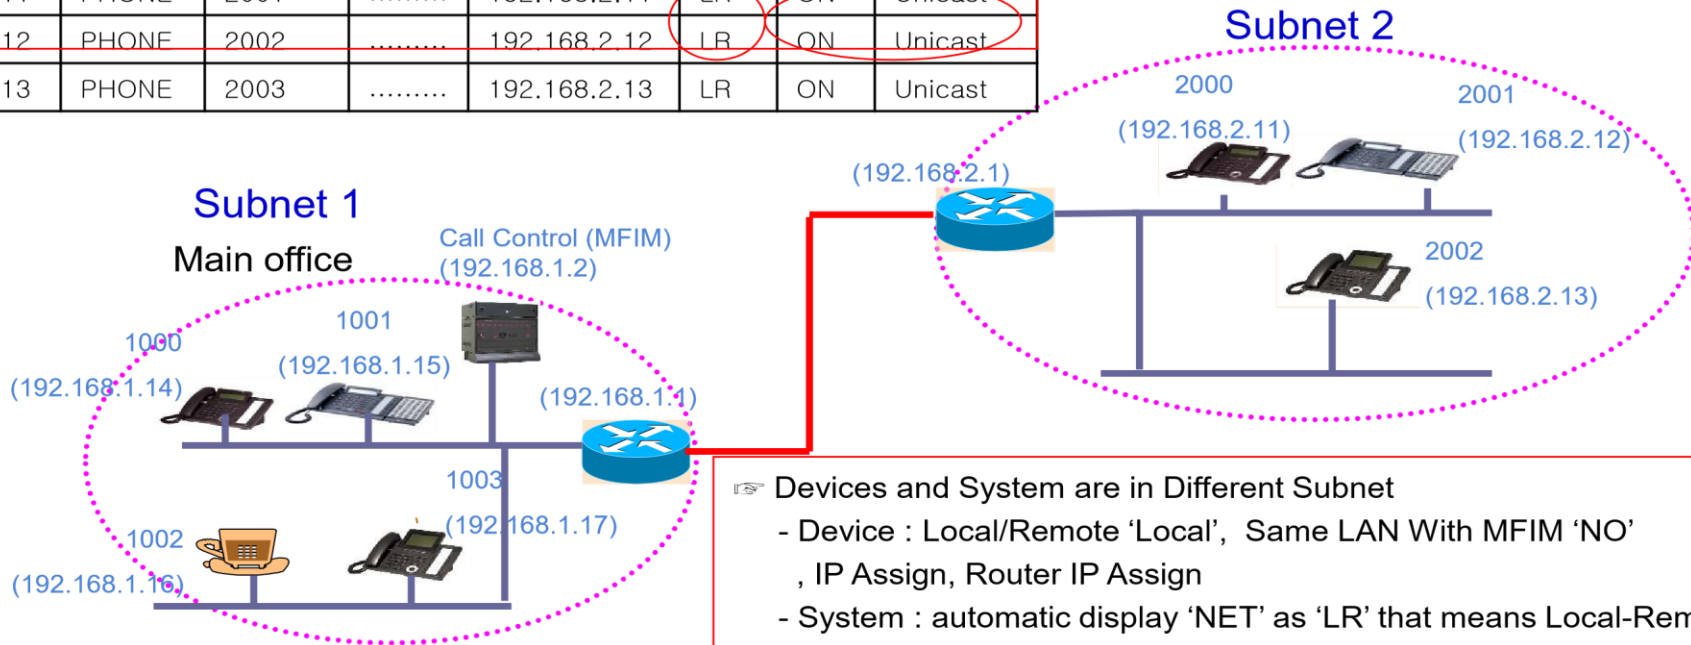 12 PHONE 2002 ......... 192.168.2.12 LR ON Unicast
13 PHONE 2003 ......... 192.168.2.13 LR ON Unicast
Subnet 2
2000
(192.168.2.11)
2001
(192.168.2.12)
(192.168.2.1)
2002
(192.168.2.13)
Subnet 1
Main office
Call Control (MFIM)
(192.168.1.2)
1000
(192.168.1.14)
1001
(192.168.1.15)
(192.168.1.1)
1003
(192.168.1.17)
1002
(192.168.1.16)
☞ Devices and System are in Different Subnet
- Device : Local/Remote ‘Local’, Same LAN With MFIM ‘NO’
, IP Assign, Router IP Assign
- System : automatic display ‘NET’ as ‘LR’ that means Local-Rem